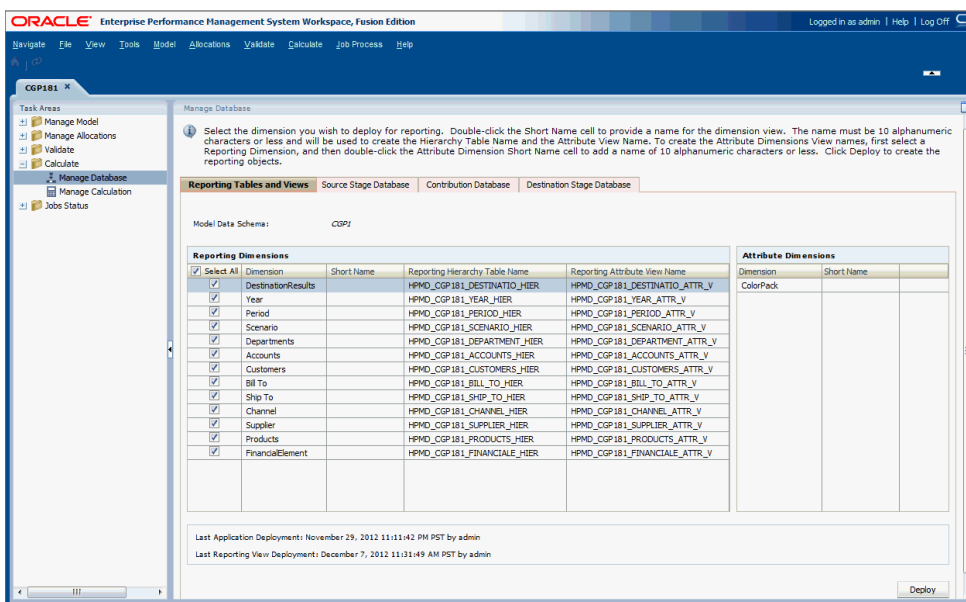 ORACLE Enterprise Performance Management System Workspace, Fusion Edition
Logged in as admin | Help | Log Off
Navigate File View Tools Model Allocations Validate Calculate Job Process Help
CGP181 X
Task Areas
Manage Model
Manage Allocations
Validate
Calculate
Manage Database
Manage Calculation
Jobs Status
Manage Database
Select the dimension you wish to deploy for reporting. Double-click the Short Name cell to provide a name for the dimension view. The name must be 10 alphanumeric
characters or less and will be used to create the Hierarchy Table Name and the Attribute View Name. To create the Attribute Dimensions View names, first select a
Reporting Dimension, and then double-click the Attribute Dimension Short Name cell to add a name of 10 alphanumeric characters or less. Click Deploy to create the
reporting objects.
Reporting Tables and Views Source Stage Database Contribution Database Destination Stage Database
Model Data Schema: CGP1
Reporting Dimensions
Select All Dimension Short Name Reporting Hierarchy Table Name Reporting Attribute View Name
DestinationResults HPMD_CGP181_DESTINATIO_HIER HPMD_CGP181_DESTINATIO_ATTR_V
Year HPMD_CGP181_YEAR_HIER HPMD_CGP181_YEAR_ATTR_V
Period HPMD_CGP181_PERIOD_HIER HPMD_CGP181_PERIOD_ATTR_V
Scenario HPMD_CGP181_SCENARIO_HIER HPMD_CGP181_SCENARIO_ATTR_V
Departments HPMD_CGP181_DEPARTMENT_HIER HPMD_CGP181_DEPARTMENT_ATTR_V
Accounts HPMD_CGP181_ACCOUNTS_HIER HPMD_CGP181_ACCOUNTS_ATTR_V
Customers HPMD_CGP181_CUSTOMERS_HIER HPMD_CGP181_CUSTOMERS_ATTR_V
Bill To HPMD_CGP181_BILL_TO_HIER HPMD_CGP181_BILL_TO_ATTR_V
Ship To HPMD_CGP181_SHIP_TO_HIER HPMD_CGP181_SHIP_TO_ATTR_V
Channel HPMD_CGP181_CHANNEL_HIER HPMD_CGP181_CHANNEL_ATTR_V
Supplier HPMD_CGP181_SUPPLIER_HIER HPMD_CGP181_SUPPLIER_ATTR_V
Products HPMD_CGP181_PRODUCTS_HIER HPMD_CGP181_PRODUCTS_ATTR_V
FinancialElement HPMD_CGP181_FINANCIALE_HIER HPMD_CGP181_FINANCIALE_ATTR_V
Attribute Dimensions
Dimension Short Name
ColorPack
Last Application Deployment: November 29, 2012 11:11:42 PM PST by admin
Last Reporting View Deployment: December 7, 2012 11:31:49 AM PST by admin
Deploy